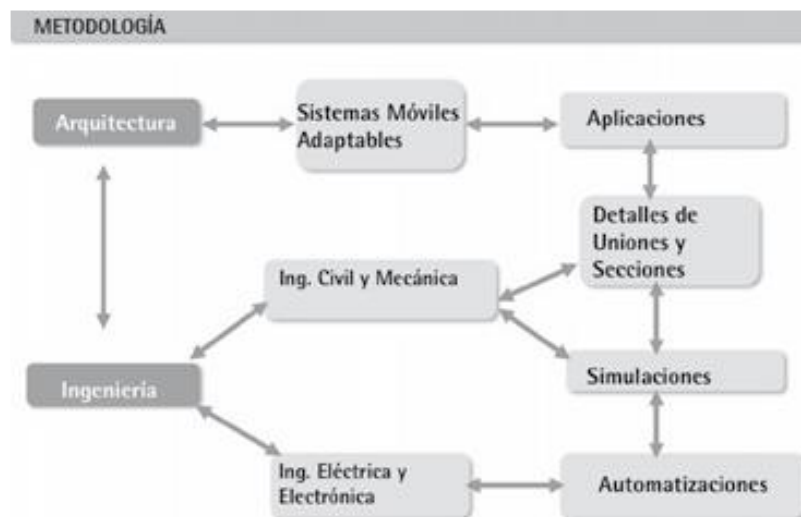 METODOLOGÍA
Arquitectura
Sistemas Móviles
Adaptables
Aplicaciones
Detalles de
Uniones y
Secciones
Ing. Civil y Mecánica
Simulaciones
Ingeniería
Ing. Eléctrica y
Electrónica
Automatizaciones